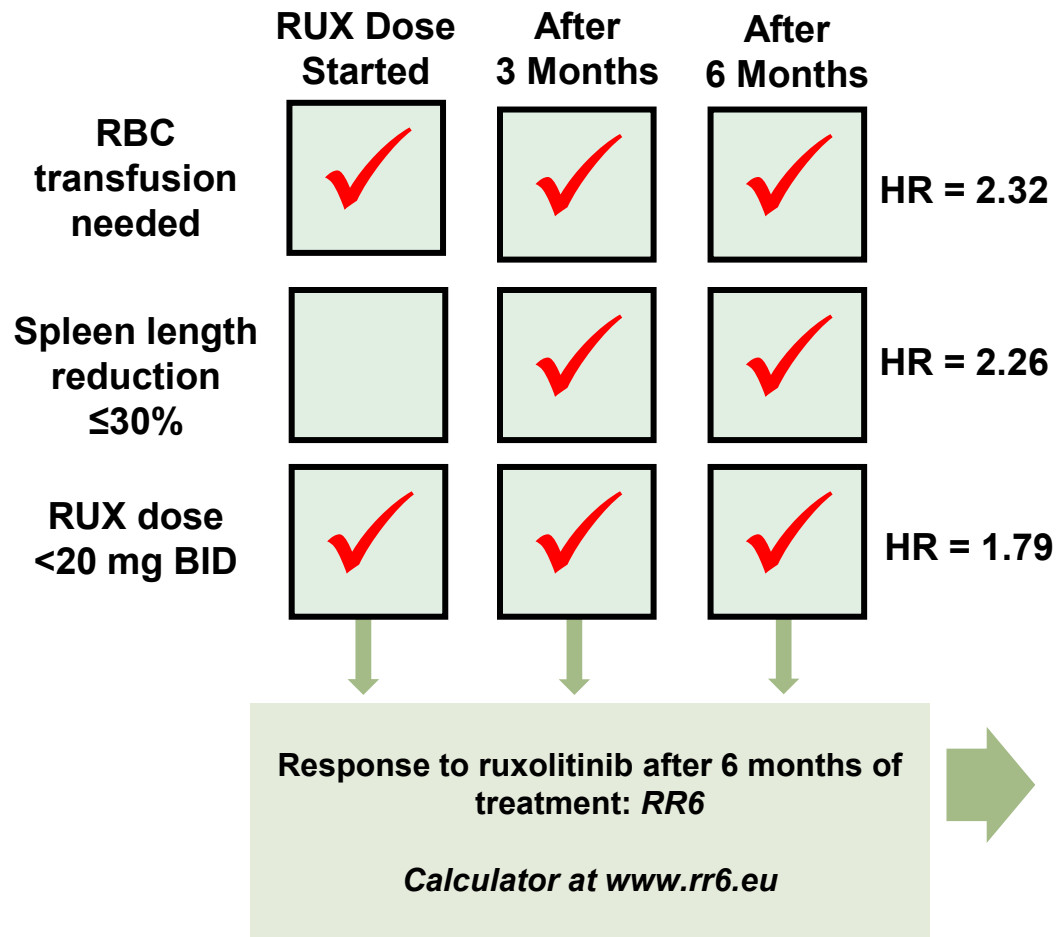 RUX Dose
Started
After
3 Months
After
6 Months
RBC
transfusion
needed
HR = 2.32
Spleen length
reduction
≤30%
HR = 2.26
RUX dose
<20 mg BID
HR = 1.79
Response to ruxolitinib after 6 months of
treatment: RR6
Calculator at www.rr6.eu